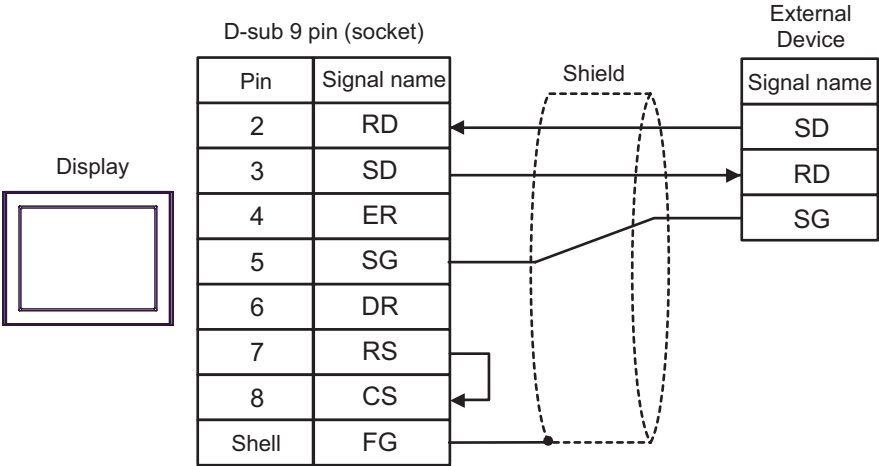 External
Device
D-sub 9 pin (socket)
Shield
Pin Signal name
Signal name
2 RD
SD
Display
3 SD
RD
4 ER
SG
5 SG
6 DR
7 RS
8 CS
Shell FG